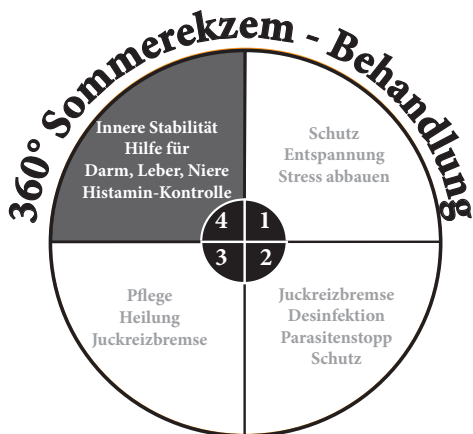 360° Sommerekzem - Behandlung
Innere Stabilität
Hilfe für
Darm, Leber, Niere
Histamin-Kontrolle
Schutz
Entspannung
Stress abbauen
4
1
3
2
Pflege
Heilung
Juckreizbremse
Juckreizbremse
Desinfektion
Parasitenstopp
Schutz